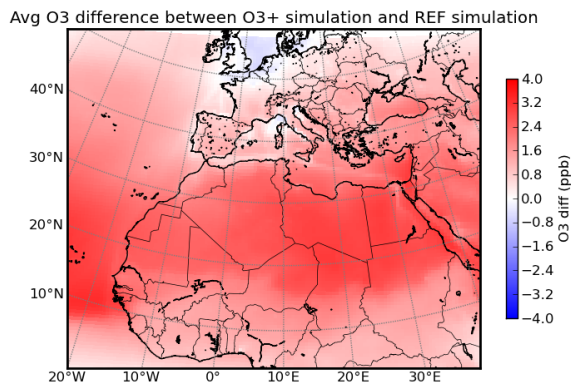 Avg O3 difference between O3+ simulation and REF simulation
40°N
30°N
20°N
10°N
20°W
10°W
0°
10°E
20°E
30°E
4.0
3.2
2.4
1.6
0.8
0.0
−0.8
−1.6
−2.4
−3.2
−4.0
O3 diff (ppb)